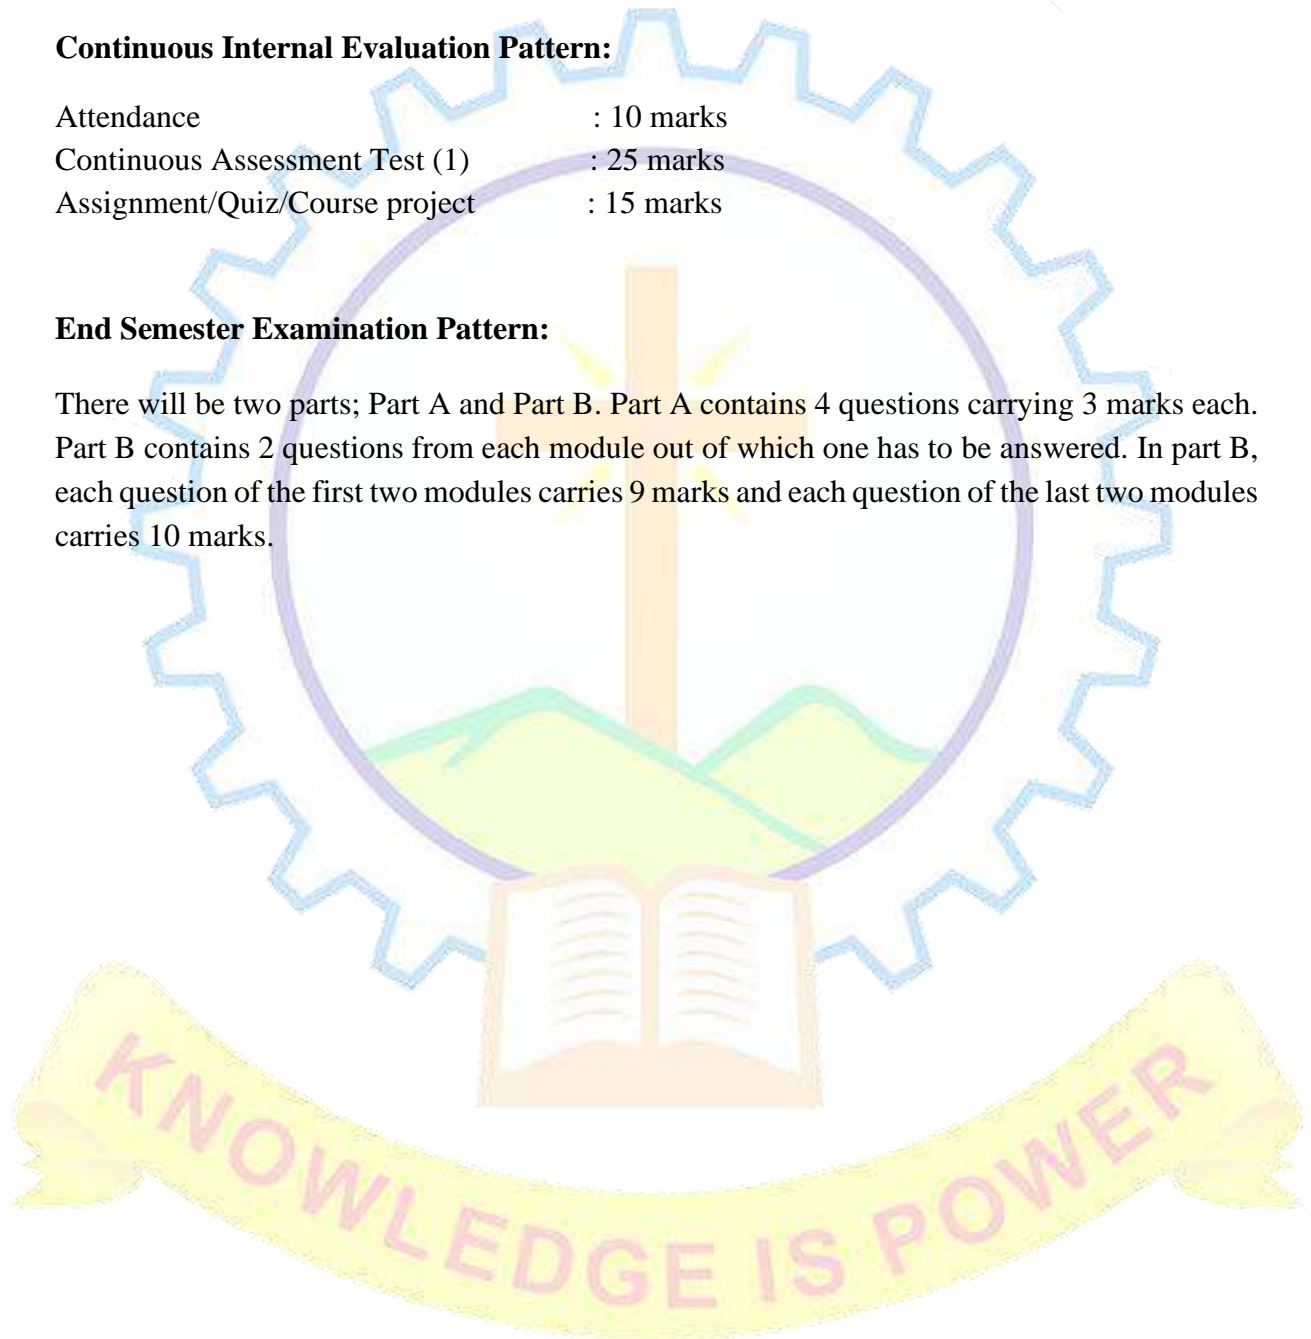 Continuous Internal Evaluation Pattern:
Attendance : 10 marks
Continuous Assessment Test (1) : 25 marks
Assignment/Quiz/Course project : 15 marks
End Semester Examination Pattern:
There will be two parts; Part A and Part B. Part A contains 4 questions carrying 3 marks each.
Part B contains 2 questions from each module out of which one has to be answered. In part B,
each question of the first two modules carries 9 marks and each question of the last two modules
carries 10 marks.
KNOWLEDGE IS POWER